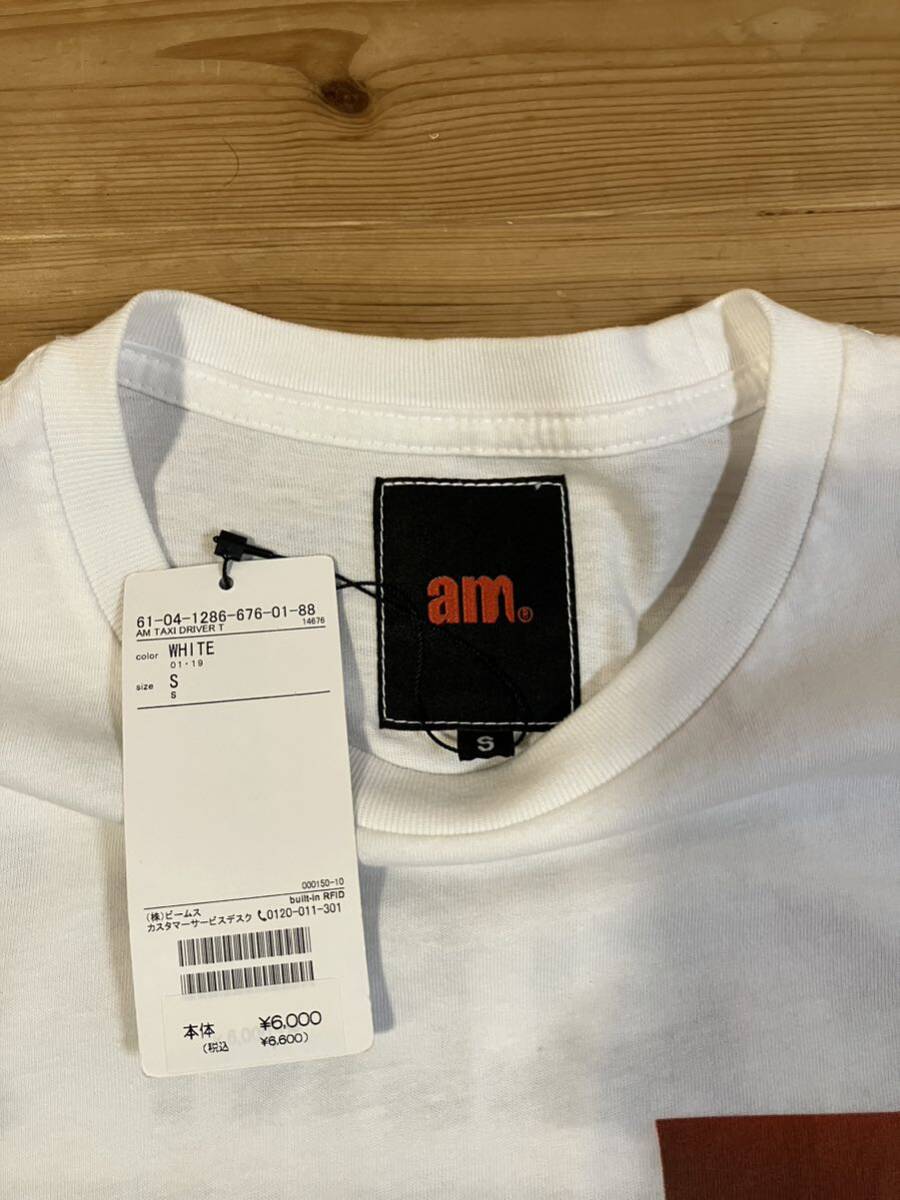 61-04-1286-676-01-88
AM TAXI DRIVER T 14676
color WHITE
01・19
size S
S
000150-10
built-in RFID
(株)ビームス
カスタマーサービスデスク 0120-011-301
本体 ¥6,000
(税込 ¥6,600)
am®
S